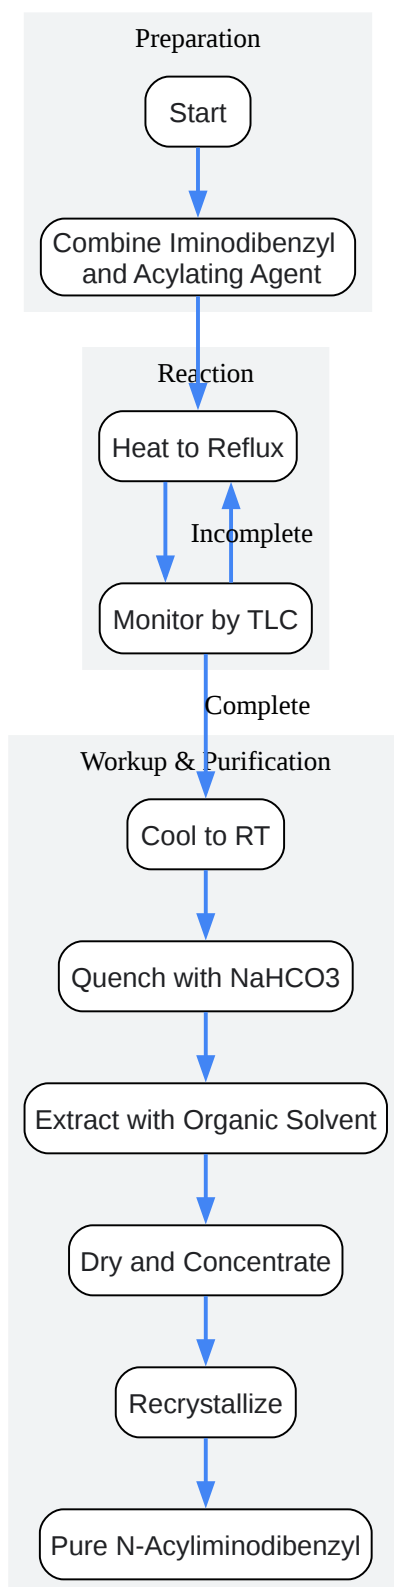 Preparation
Start
Combine Iminodibenzyl
and Acylating Agent
Reaction
Heat to Reflux
Incomplete
Monitor by TLC
Complete
Workup & Purification
Cool to RT
Quench with NaHCO3
Extract with Organic Solvent
Dry and Concentrate
Recrystallize
Pure N-Acyliminodibenzyl